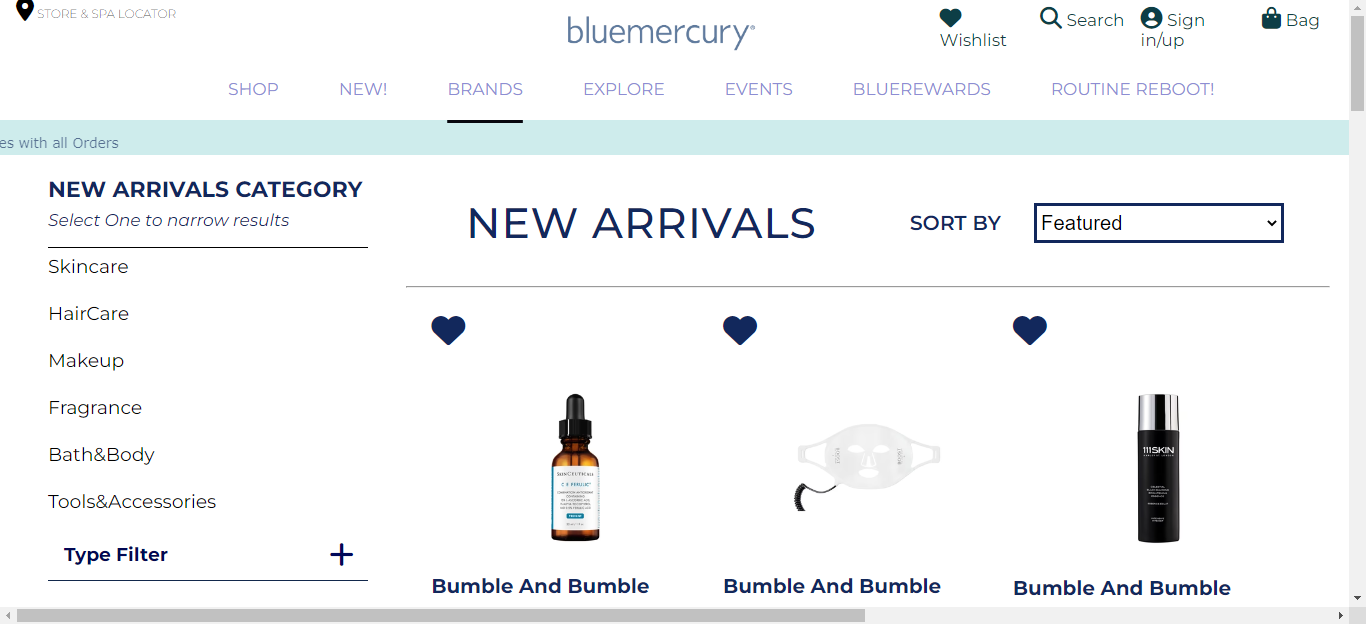 STORE & SPA LOCATOR
bluemercury
Wishlist
Search
Sign in/up
Bag
SHOP
NEW!
BRANDS
EXPLORE
EVENTS
BLUEREWARDS
ROUTINE REBOOT!
es with all Orders
NEW ARRIVALS CATEGORY
Select One to narrow results
Skincare
HairCare
Makeup
Fragrance
Bath&Body
Tools&Accessories
Type Filter
NEW ARRIVALS
SORT BY
Featured
SKINCEUTICALS
C E FERULIC
111SKIN
Bumble And Bumble
Bumble And Bumble
Bumble And Bumble